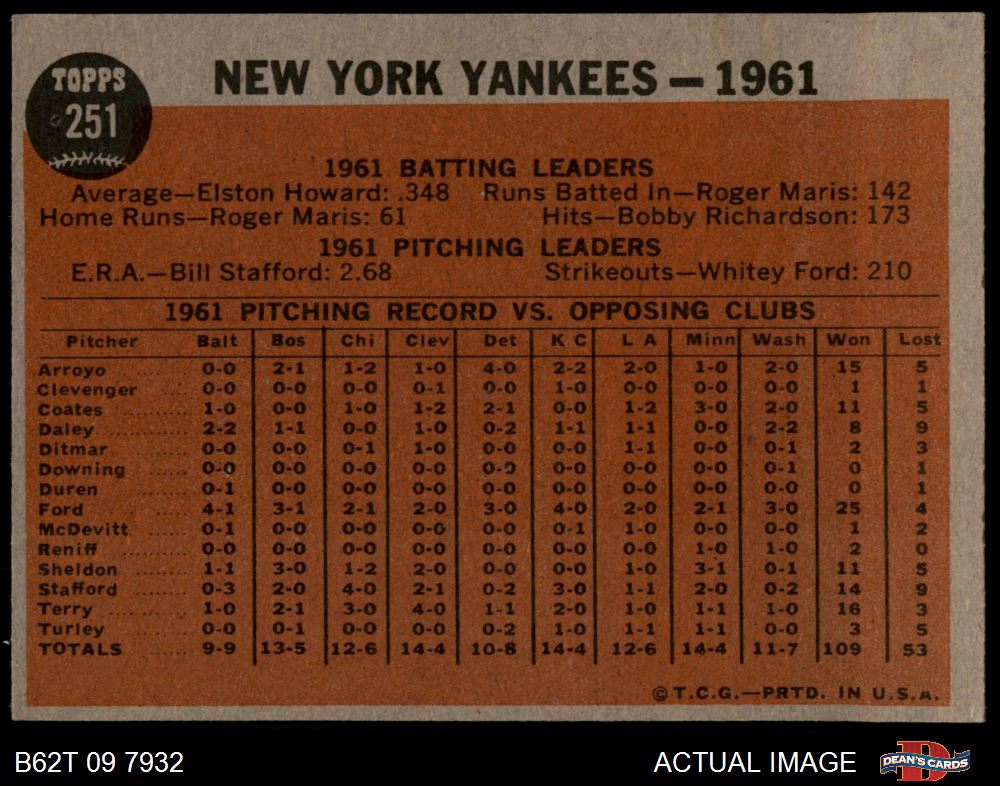 TOPPS
251
NEW YORK YANKEES — 1961
1961 BATTING LEADERS
Average—Elston Howard: .348 Runs Batted In—Roger Maris: 142
Home Runs—Roger Maris: 61 Hits—Bobby Richardson: 173
1961 PITCHING LEADERS
E.R.A.—Bill Stafford: 2.68 Strikeouts—Whitey Ford: 210
1961 PITCHING RECORD VS. OPPOSING CLUBS
Pitcher Balt Bos Chi Clev Det K C L A Minn Wash Won Lost
Arroyo 0-0 2-1 1-2 1-0 4-0 2-2 2-0 1-0 2-0 15 5
Clevenger 0-0 0-0 0-0 0-1 0-0 1-0 0-0 0-0 0-0 1 1
Coates 1-0 0-0 1-0 1-2 2-1 0-0 1-2 3-0 2-0 11 5
Daley 2-2 1-1 0-0 1-0 0-2 1-1 1-1 0-0 2-2 8 9
Ditmar 0-0 0-0 0-1 1-0 0-0 0-0 1-1 0-0 0-1 2 3
Downing 0-0 0-0 0-0 0-0 0-0 0-0 0-0 0-0 0-1 0 1
Duren 0-1 0-0 0-0 0-0 0-0 0-0 0-0 0-0 0-0 0 1
Ford 4-1 3-1 2-1 2-0 3-0 4-0 2-0 2-1 3-0 25 4
McDevitt 0-1 0-0 0-0 0-0 0-0 0-1 1-0 0-0 0-0 1 2
Reniff 0-0 0-0 0-0 0-0 0-0 0-0 0-0 1-0 1-0 2 0
Sheldon 1-1 3-0 1-2 2-0 0-0 0-0 1-0 3-1 0-1 11 5
Stafford 0-3 2-0 4-0 2-1 0-2 3-0 1-1 2-0 0-2 14 9
Terry 1-0 2-1 3-0 4-0 1-1 2-0 1-0 1-1 1-0 16 3
Turley 0-0 0-1 0-0 0-0 0-2 1-0 1-1 1-1 0-0 3 5
TOTALS 9-9 13-5 12-6 14-4 10-8 14-4 12-6 14-4 11-7 109 53
© T.C.G.—PRTD. IN U.S.A.
B62T 09 7932 ACTUAL IMAGE
D
DEAN'S CARDS